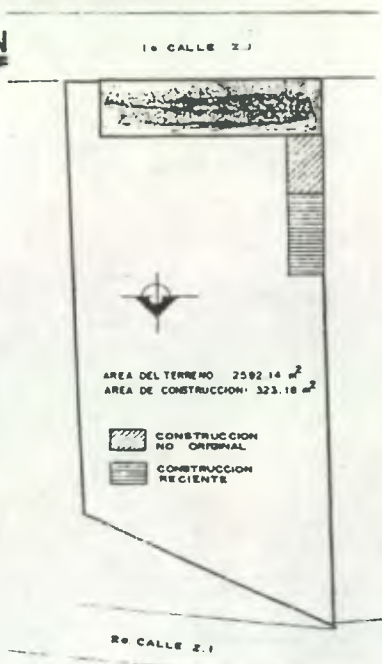 N
1a CALLE Z.1
AREA DEL TERRENO 2592.14 m²
AREA DE CONSTRUCCION: 323.18 m²
CONSTRUCCION
NO ORIGINAL
CONSTRUCCION
RECIENTE
2a CALLE Z.1